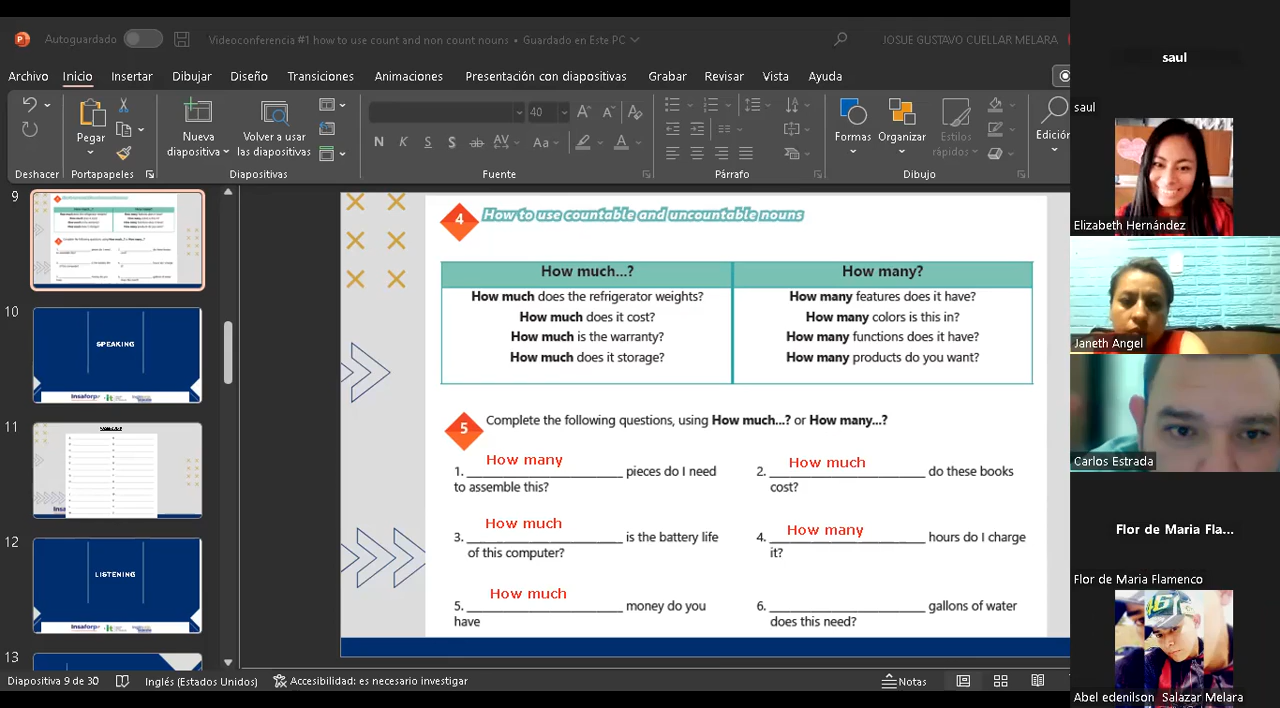 Autoguardado
Videoconferencia #1 how to use count and non count nouns • Guardado en Este PC
JOSUE GUSTAVO CUELLAR MELARA
Archivo Inicio Insertar Dibujar Diseño Transiciones Animaciones Presentación con diapositivas Grabar Revisar Vista Ayuda
40
Pegar
Nueva diapositiva
Volver a usar las diapositivas
N K S S ab AV Aa A
Formas Organizar Estilos rápidos Edición
Deshacer Portapapeles Diapositivas Fuente Párrafo Dibujo
9
10
SPEAKING
Insaforp
11
12
LISTENING
Insaforp
13
4 How to use countable and uncountable nouns
How much...? How many?
How much does the refrigerator weights? How many features does it have?
How much does it cost? How many colors is this in?
How much is the warranty? How many functions does it have?
How much does it storage? How many products do you want?
5 Complete the following questions, using How much...? or How many...?
1. How many pieces do I need
to assemble this?
2. How much do these books
cost?
3. How much is the battery life
of this computer?
4. How many hours do I charge
it?
5. How much money do you
have
6. ____________________ gallons of water
does this need?
Diapositiva 9 de 30 Inglés (Estados Unidos) Accesibilidad: es necesario investigar Notas
saul
saul
Elizabeth Hernández
Janeth Angel
Carlos Estrada
Flor de Maria Fla...
Flor de Maria Flamenco
Abel edenilson Salazar Melara